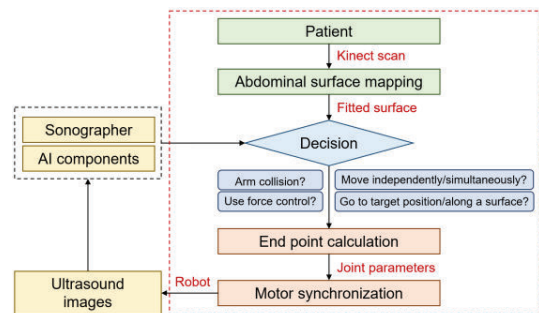 Patient
Kinect scan
Abdominal surface mapping
Fitted surface
Sonographer
AI components
Decision
Arm collision?
Move independently/simultaneously?
Use force control?
Go to target position/along a surface?
End point calculation
Joint parameters
Ultrasound
images
Robot
Motor synchronization